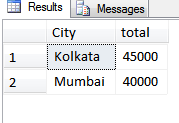 Results Messages
City total
1 Kolkata 45000
2 Mumbai 40000